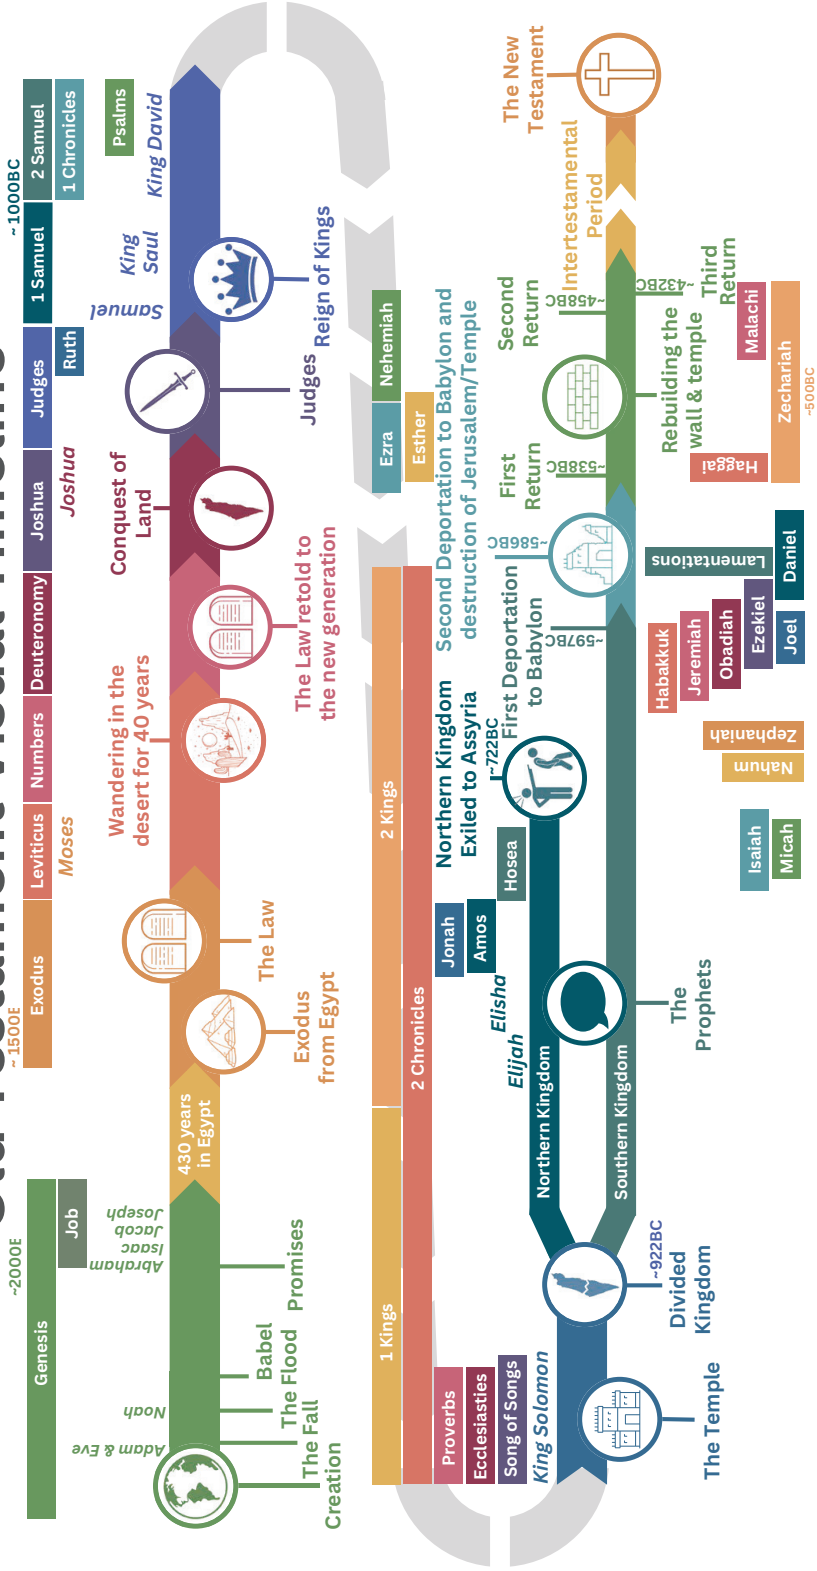 Old Testament Visual Timeline
~2000E
~ 1500E
~1000BC
Genesis
Exodus
Leviticus
Numbers
Deuteronomy
Joshua
Judges
1 Samuel
2 Samuel
Job
Moses
Joshua
Ruth
1 Chronicles
Psalms
Adam & Eve
Noah
Abraham
Isaac
Jacob
Joseph
430 years
in Egypt
Wandering in the
desert for 40 years
Conquest of
Land
Samuel
King
Saul
King David
Creation
The Fall
The Flood
Babel
Promises
Exodus
from Egypt
The Law
The Law retold to
the new generation
Judges
Reign of Kings
1 Kings
2 Kings
2 Chronicles
Ezra
Nehemiah
Esther
Proverbs
Ecclesiasties
Song of Songs
King Solomon
Jonah
Amos
Hosea
Elijah
Elisha
Northern Kingdom
Exiled to Assyria
~722BC
First Deportation
to Babylon
~597BC
Second Deportation to Babylon and
destruction of Jerusalem/Temple
~586BC
First
Return
~538BC
Second
Return
~458BC
Intertestamental
Period
The New
Testament
Northern Kingdom
Southern Kingdom
The Temple
Divided
Kingdom
~922BC
The
Prophets
Rebuilding the
wall & temple
Third
Return
~432BC
Isaiah
Micah
Nahum
Zephaniah
Habakkuk
Jeremiah
Obadiah
Ezekiel
Joel
Lamentations
Daniel
Haggai
Zechariah
~500BC
Malachi